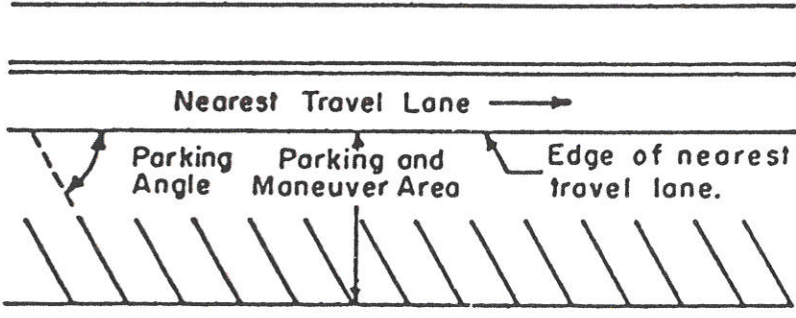 Nearest Travel Lane
Parking
Angle
Parking and
Maneuver Area
Edge of nearest
travel lane.